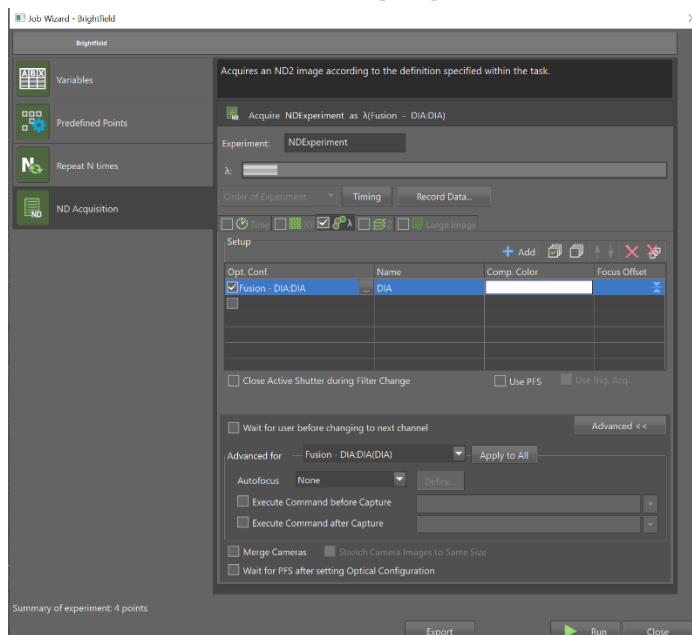 Job Wizard - Brightfield
Brightfield
ABX
Variables
Predefined Points
N
Repeat N times
ND
ND Acquisition
Acquires an ND2 image according to the definition specified within the task.
ND
Acquire NDExperiment as λ(Fusion - DIA:DIA)
Experiment: NDExperiment
λ:
Order of Experiment Timing Record Data...
Time XY λ Z Large Image
Setup
+ Add
Opt. Conf. Name Comp. Color Focus Offset
Fusion - DIA:DIA ... DIA
Close Active Shutter during Filter Change Use PFS Use Trig. Acq
Wait for user before changing to next channel Advanced <<
Advanced for Fusion - DIA:DIA(DIA) Apply to All
Autofocus None Define...
Execute Command before Capture
Execute Command after Capture
Merge Cameras Stretch Camera Images to Same Size
Wait for PFS after setting Optical Configuration
Summary of experiment: 4 points
Export Run Close